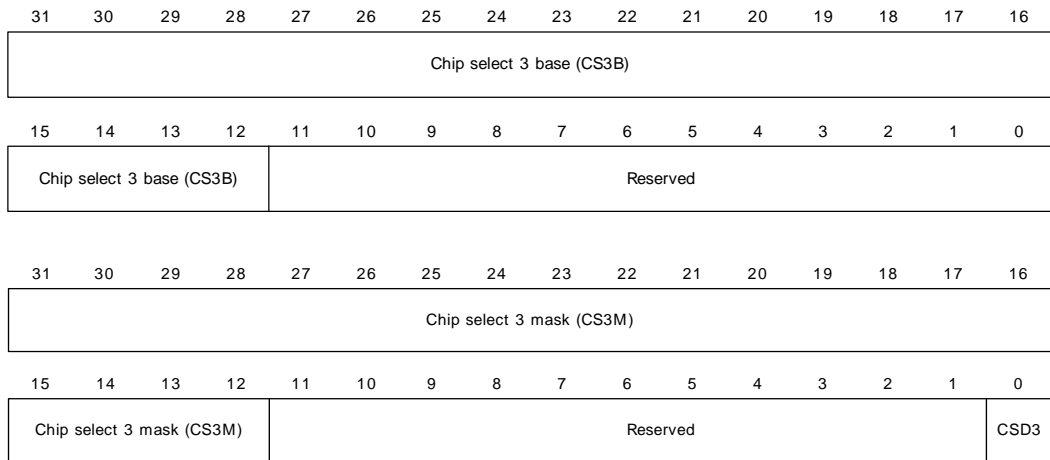 31 30 29 28 27 26 25 24 23 22 21 20 19 18 17 16
Chip select 3 base (CS3B)
15 14 13 12 11 10 9 8 7 6 5 4 3 2 1 0
Chip select 3 base (CS3B) Reserved
31 30 29 28 27 26 25 24 23 22 21 20 19 18 17 16
Chip select 3 mask (CS3M)
15 14 13 12 11 10 9 8 7 6 5 4 3 2 1 0
Chip select 3 mask (CS3M) Reserved CSD3